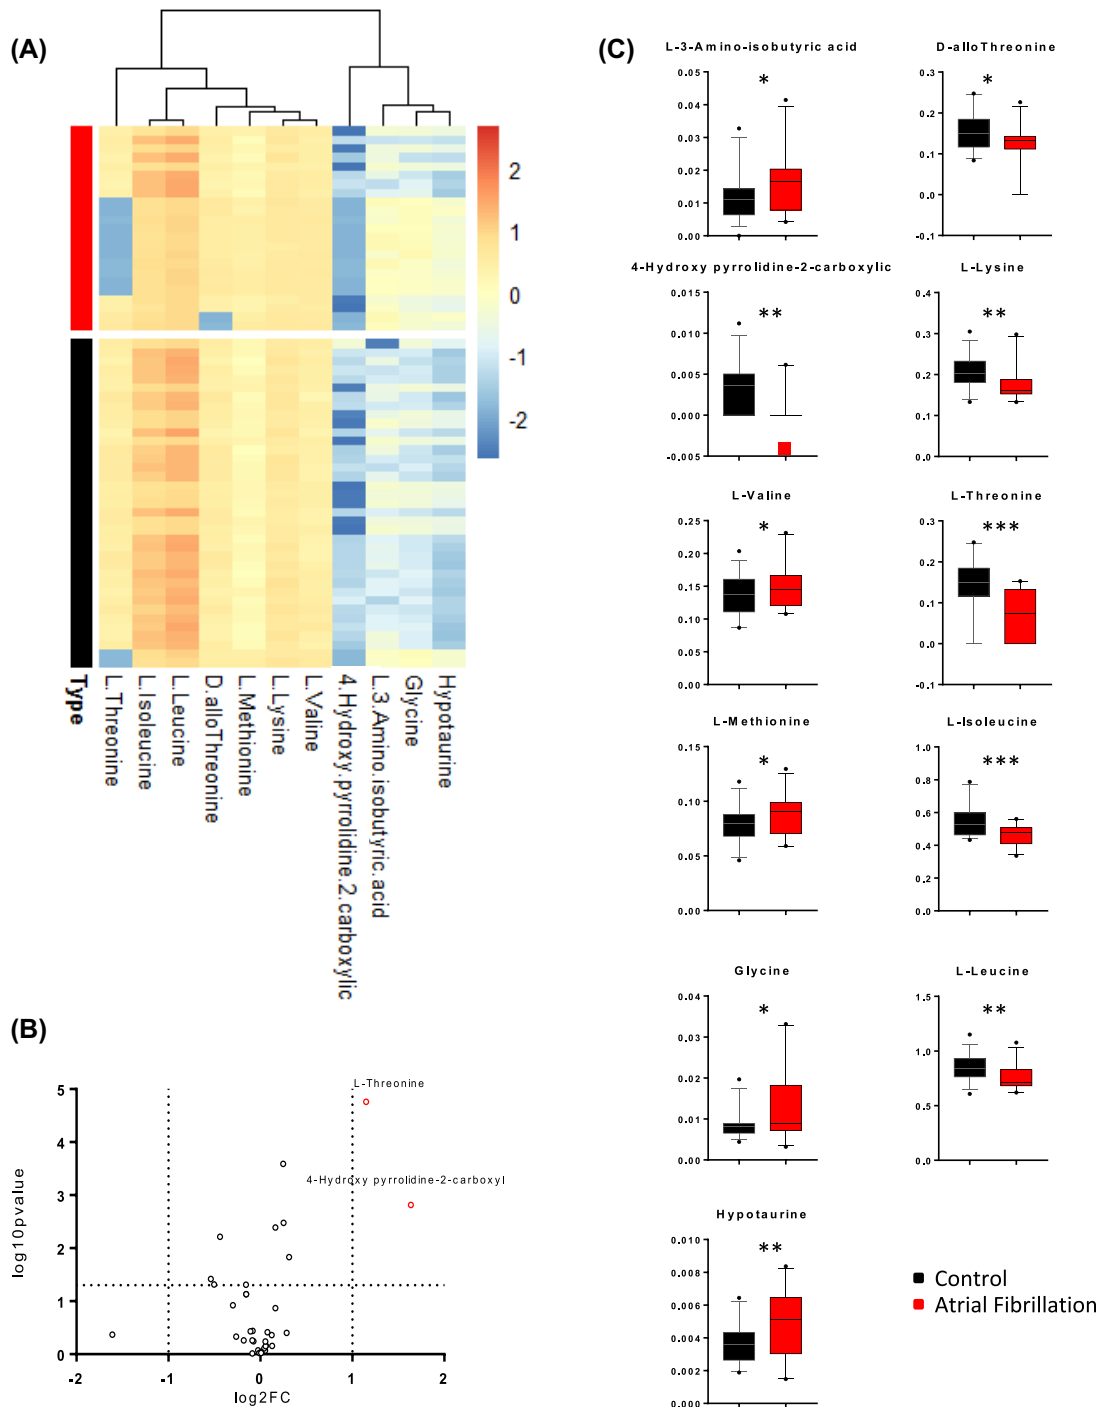 (A)
2
1
0
-1
-2
Type
L.Threonine
L.Isoleucine
L.Leucine
D.alloThreonine
L.Methionine
L.Lysine
L.Valine
4.Hydroxy.pyrrolidine.2.carboxylic
L.3.Amino.isobutyric.acid
Glycine
Hypotaurine
(B)
L-Threonine
4-Hydroxy pyrrolidine-2-carboxyl
log10pvalue
5
4
3
2
1
0
-2 -1 0 1 2
log2FC
(C)
L-3-Amino-isobutyric acid
*
0.05
0.04
0.03
0.02
0.01
0.00
D-alloThreonine
*
0.3
0.2
0.1
0.0
-0.1
4-Hydroxy pyrrolidine-2-carboxylic
**
0.015
0.010
0.005
0.000
-0.005
L-Lysine
**
0.4
0.3
0.2
0.1
0.0
L-Valine
*
0.25
0.20
0.15
0.10
0.05
0.00
L-Threonine
***
0.3
0.2
0.1
0.0
-0.1
L-Methionine
*
0.15
0.10
0.05
0.00
L-Isoleucine
***
1.0
0.8
0.6
0.4
0.2
0.0
Glycine
*
0.04
0.03
0.02
0.01
0.00
L-Leucine
**
1.5
1.0
0.5
0.0
Hypotaurine
**
0.010
0.008
0.006
0.004
0.002
0.000
Control
Atrial Fibrillation